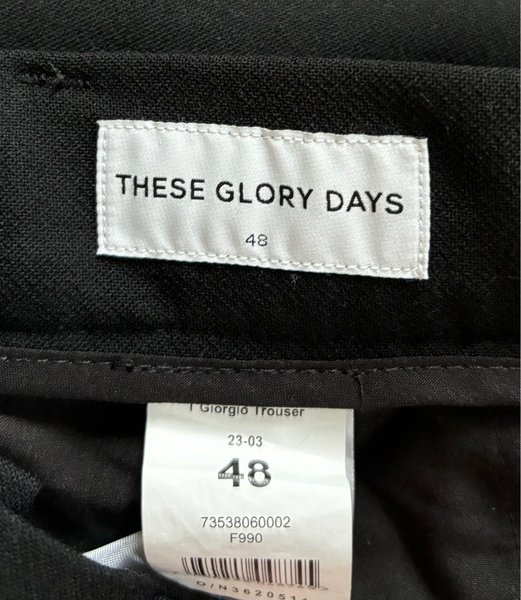 THESE GLORY DAYS
48
Giorgio Trouser
23-03
48
73538060002
F990